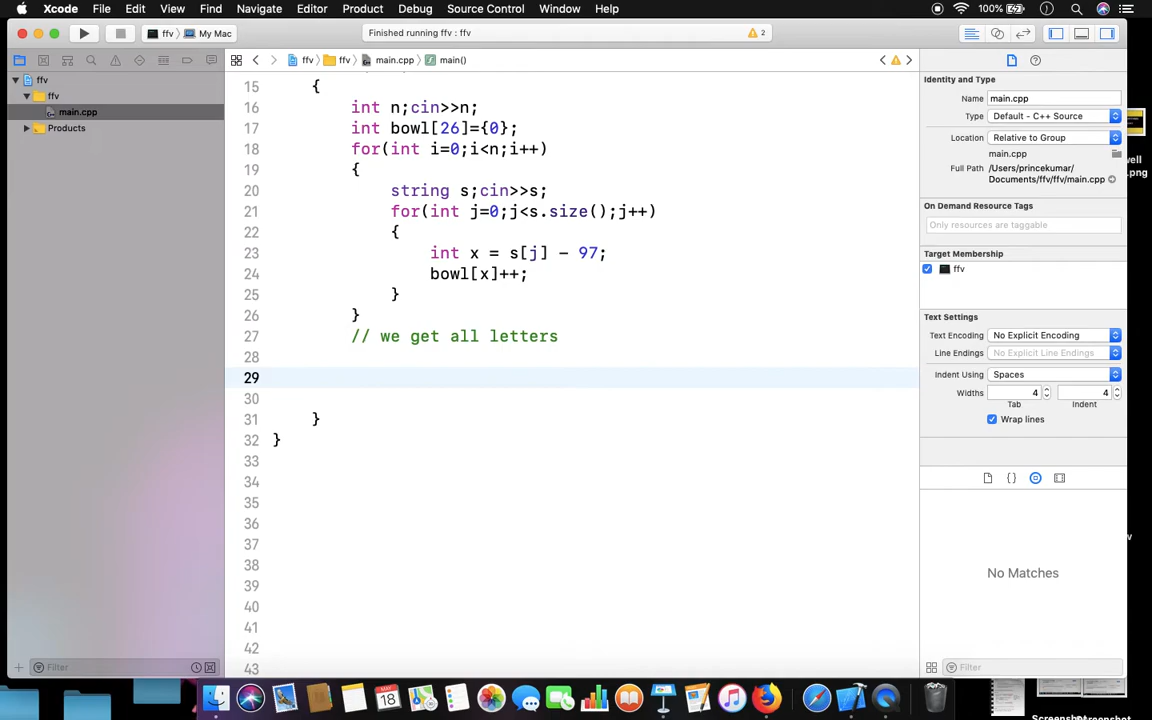 Xcode File Edit View Find Navigate Editor Product Debug Source Control Window Help 100%
ffv My Mac Finished running ffv : ffv 2
ffv ffv main.cpp main()
ffv
ffv
main.cpp
Products
15 {
16 int n;cin>>n;
17 int bowl[26]={0};
18 for(int i=0;i<n;i++)
19 {
20 string s;cin>>s;
21 for(int j=0;j<s.size();j++)
22 {
23 int x = s[j] - 97;
24 bowl[x]++;
25 }
26 }
27 // we get all letters
28
29
30
31 }
32 }
33
34
35
36
37
38
39
40
41
42
43
Identity and Type
Name main.cpp
Type Default - C++ Source
Location Relative to Group
main.cpp
Full Path /Users/princekumar/
Documents/ffv/ffv/main.cpp
On Demand Resource Tags
Only resources are taggable
Target Membership
ffv
Text Settings
Text Encoding No Explicit Encoding
Line Endings No Explicit Line Endings
Indent Using Spaces
Widths 4 4
Tab Indent
Wrap lines
No Matches
Filter
Filter
well
.png
MAY
18